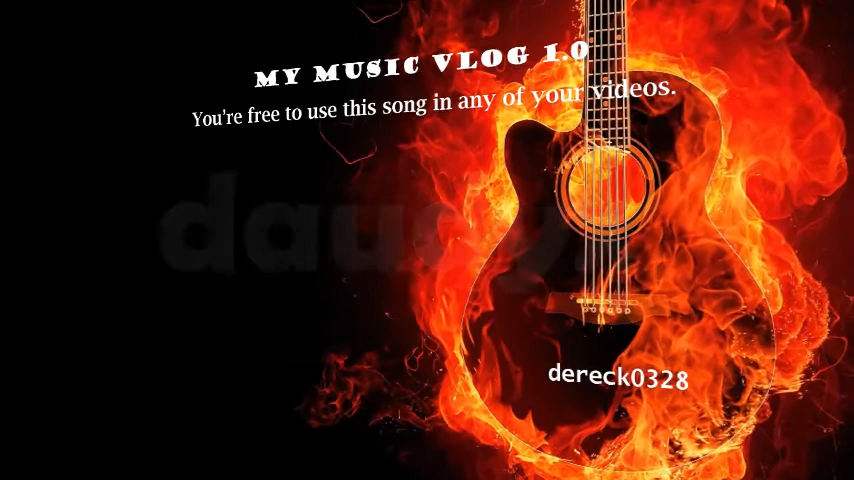 MY MUSIC VLOG 1.0
You're free to use this song in any of your videos.
dereck0328